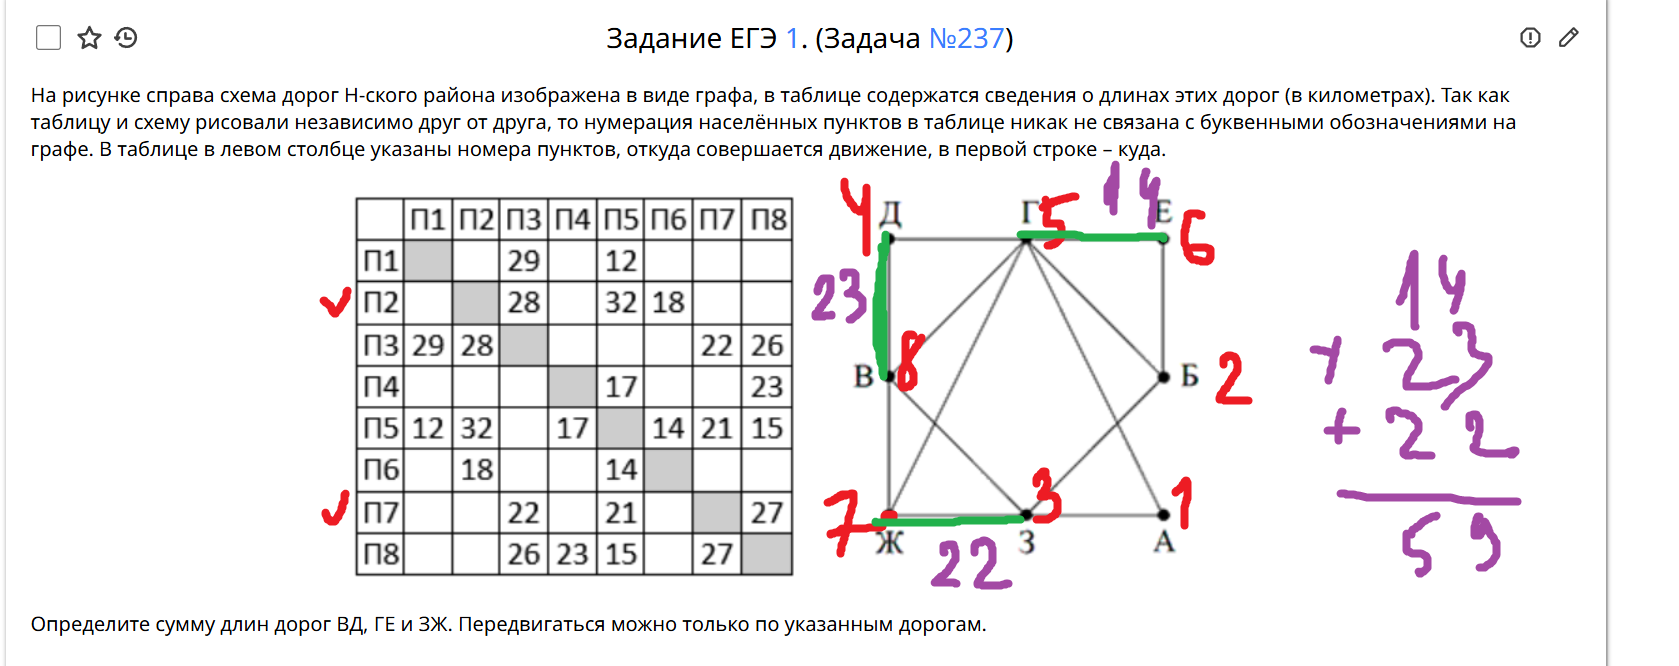 Задание ЕГЭ 1. (Задача №237)
На рисунке справа схема дорог Н-ского района изображена в виде графа, в таблице содержатся сведения о длинах этих дорог (в километрах). Так как
таблицу и схему рисовали независимо друг от друга, то нумерация населённых пунктов в таблице никак не связана с буквенными обозначениями на
графе. В таблице в левом столбце указаны номера пунктов, откуда совершается движение, в первой строке – куда.
П1 П2 П3 П4 П5 П6 П7 П8
П1 29 12
П2 28 32 18
П3 29 28 22 26
П4 17 23
П5 12 32 17 14 21 15
П6 18 14
П7 22 21 27
П8 26 23 15 27
4 Д Г 5 14 Е 6
23
В 8 Б 2
7 Ж 22 3 З 1 А
14
+ 23
+ 22
59
Определите сумму длин дорог ВД, ГЕ и ЗЖ. Передвигаться можно только по указанным дорогам.